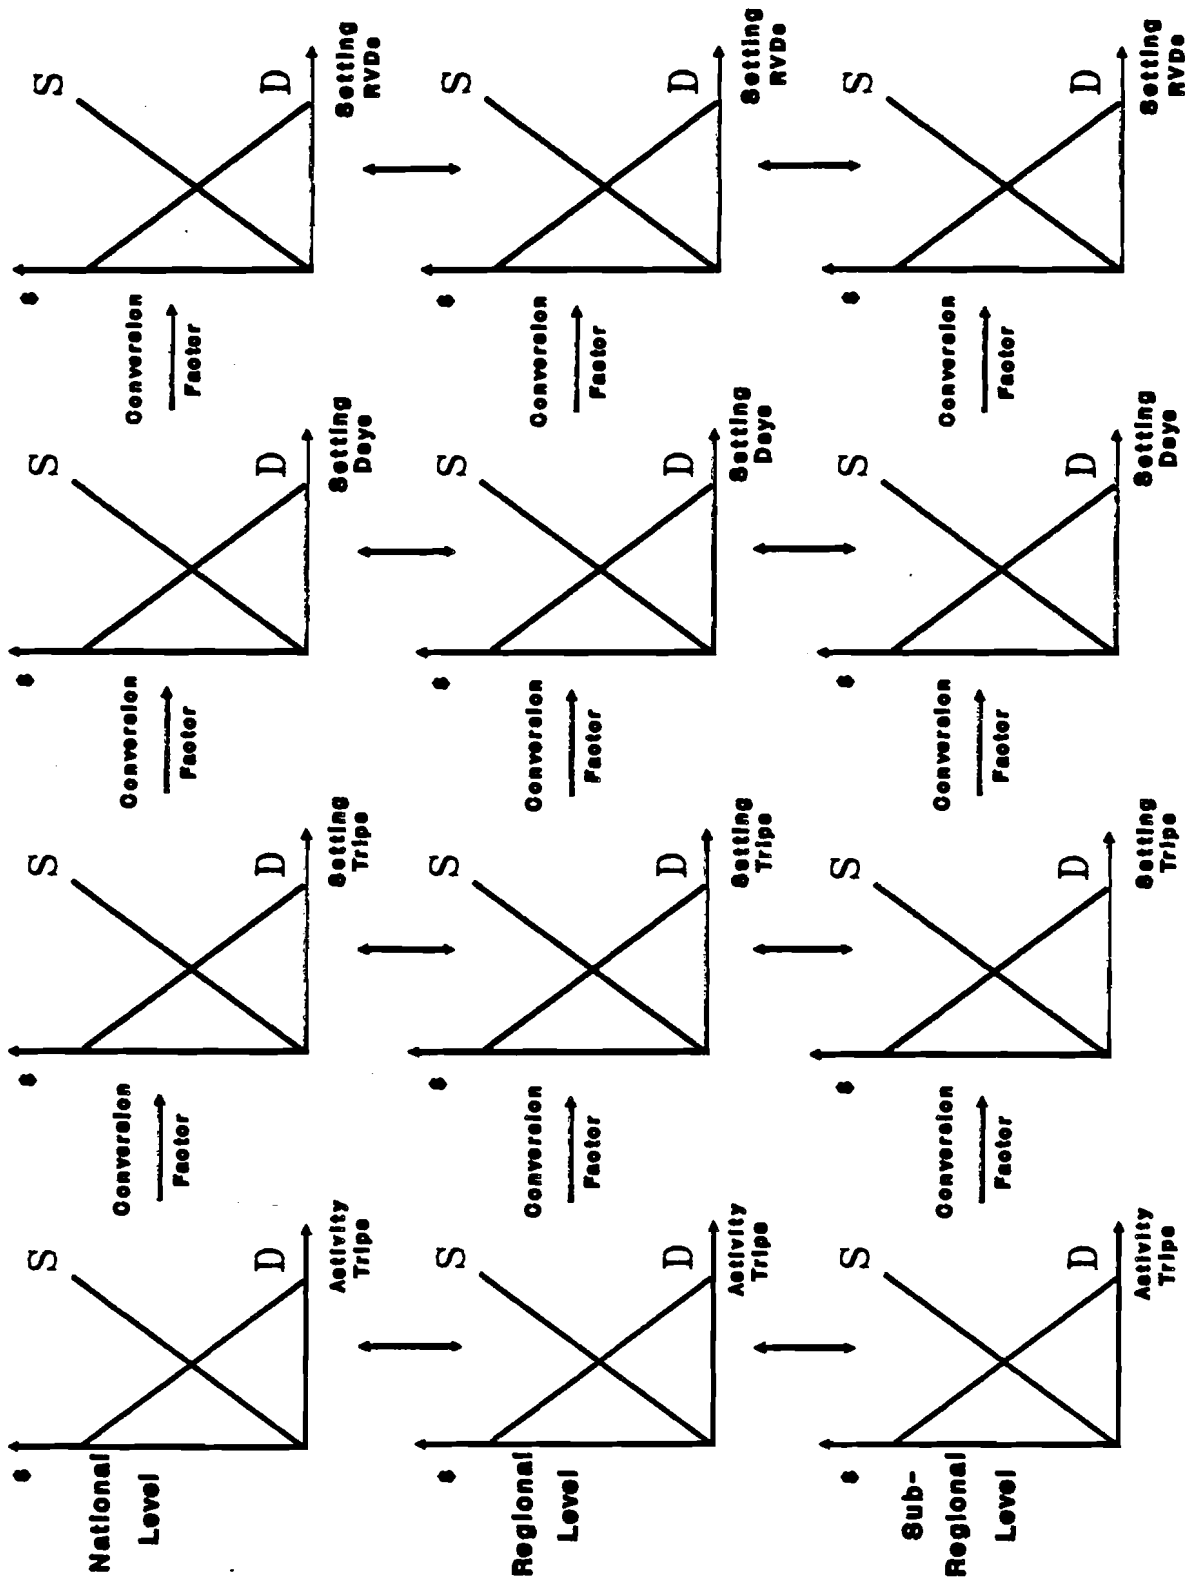 $
$
$
$
S
S
S
S
National
Level
Conversion
Factor
Conversion
Factor
Conversion
Factor
D
D
D
D
Activity
Trips
Setting
Trips
Setting
Days
Setting
RVDs
$
$
$
$
S
S
S
S
Regional
Level
Conversion
Factor
Conversion
Factor
Conversion
Factor
D
D
D
D
Activity
Trips
Setting
Trips
Setting
Days
Setting
RVDs
$
$
$
$
S
S
S
S
Sub-
Regional
Level
Conversion
Factor
Conversion
Factor
Conversion
Factor
D
D
D
D
Activity
Trips
Setting
Trips
Setting
Days
Setting
RVDs